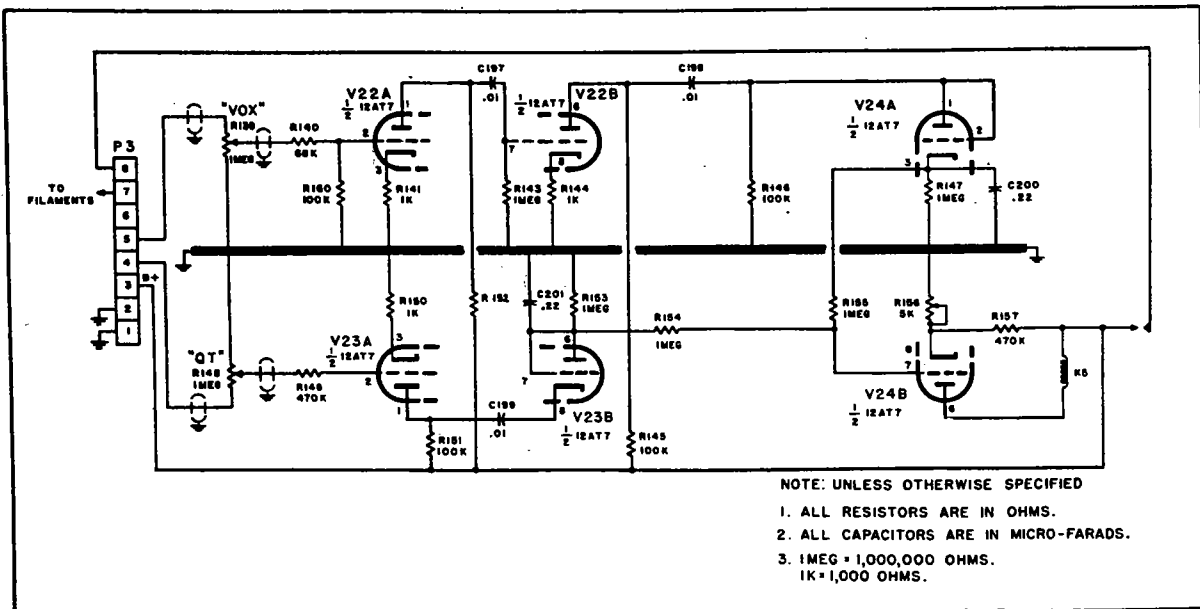 P3
8
7
6
5
4
3
2
1
TO
FILAMENTS
B+
"VOX"
1MEG
R140
68K
R160
100K
V22A
1/2 12AT7
1
2
3
R141
1K
C197
.01
1/2 12AT7
V22B
6
7
8
R143
1MEG
R144
1K
.01
R146
100K
V24A
1/2 12AT7
1
2
3
R147
1MEG
C200
.22
"QT"
1MEG
470K
R150
1K
V23A
1/2 12AT7
3
2
1
R151
100K
C199
.01
R152
C201
.22
R153
1MEG
6
7
8
V23B
1/2 12AT7
R154
1MEG
R145
100K
R155
1MEG
R156
5K
R157
470K
8
7
6
V24B
1/2 12AT7
K5
NOTE: UNLESS OTHERWISE SPECIFIED
1. ALL RESISTORS ARE IN OHMS.
2. ALL CAPACITORS ARE IN MICRO-FARADS.
3. 1MEG = 1,000,000 OHMS.
1K = 1,000 OHMS.